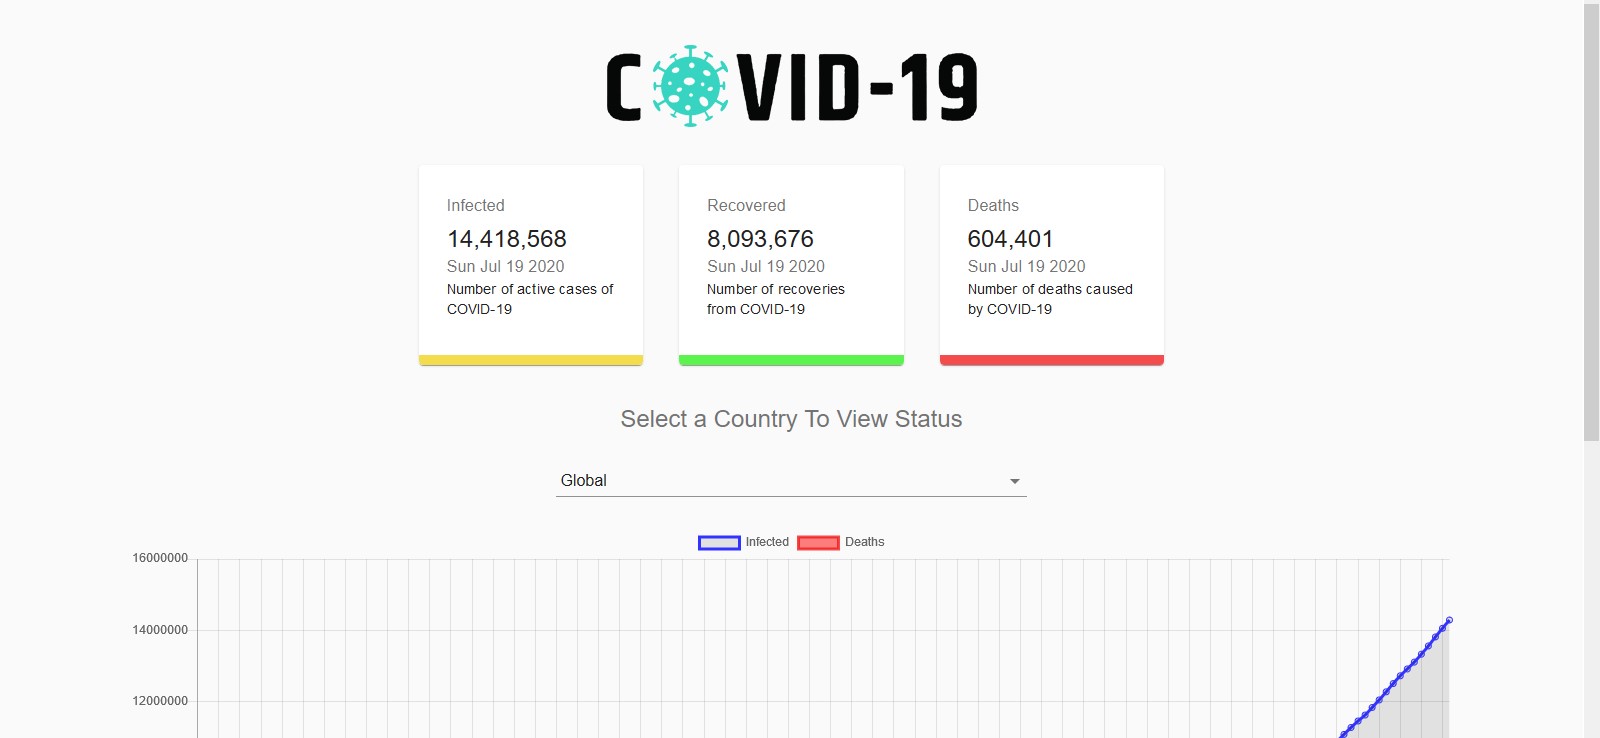 COVID-19
Infected
14,418,568
Sun Jul 19 2020
Number of active cases of
COVID-19
Recovered
8,093,676
Sun Jul 19 2020
Number of recoveries
from COVID-19
Deaths
604,401
Sun Jul 19 2020
Number of deaths caused
by COVID-19
Select a Country To View Status
Global
Infected Deaths
16000000
14000000
12000000